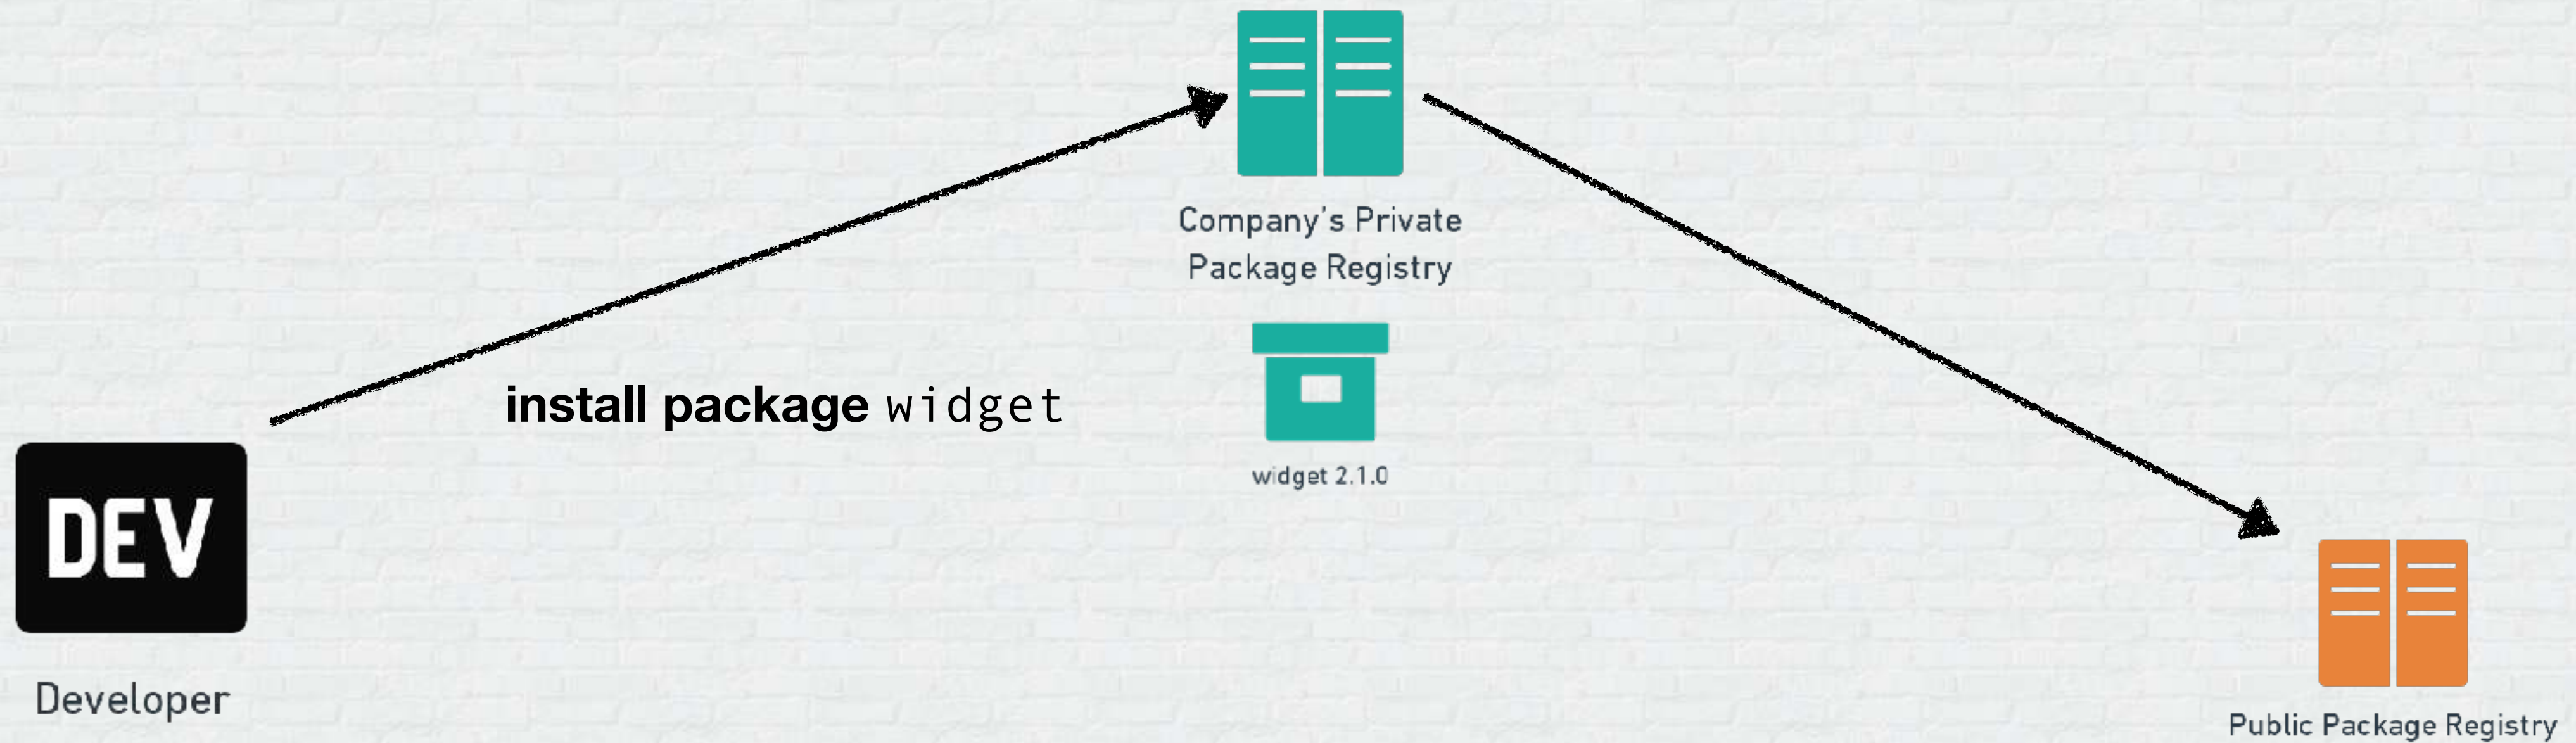 Company's Private
Package Registry
install package widget
widget 2.1.0
DEV
Developer
Public Package Registry